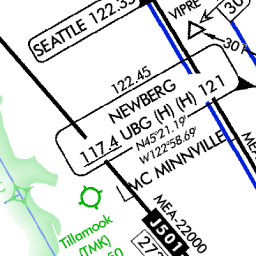 SEATTLE 122.35
VIPRE
30
301
122.45
NEWBERG
117.4 UBG (H) (H) 121
N45°21.19'
W122°58.69'
MC MINNVILLE
MEA-22000
J501
Tillamook
(TMK)